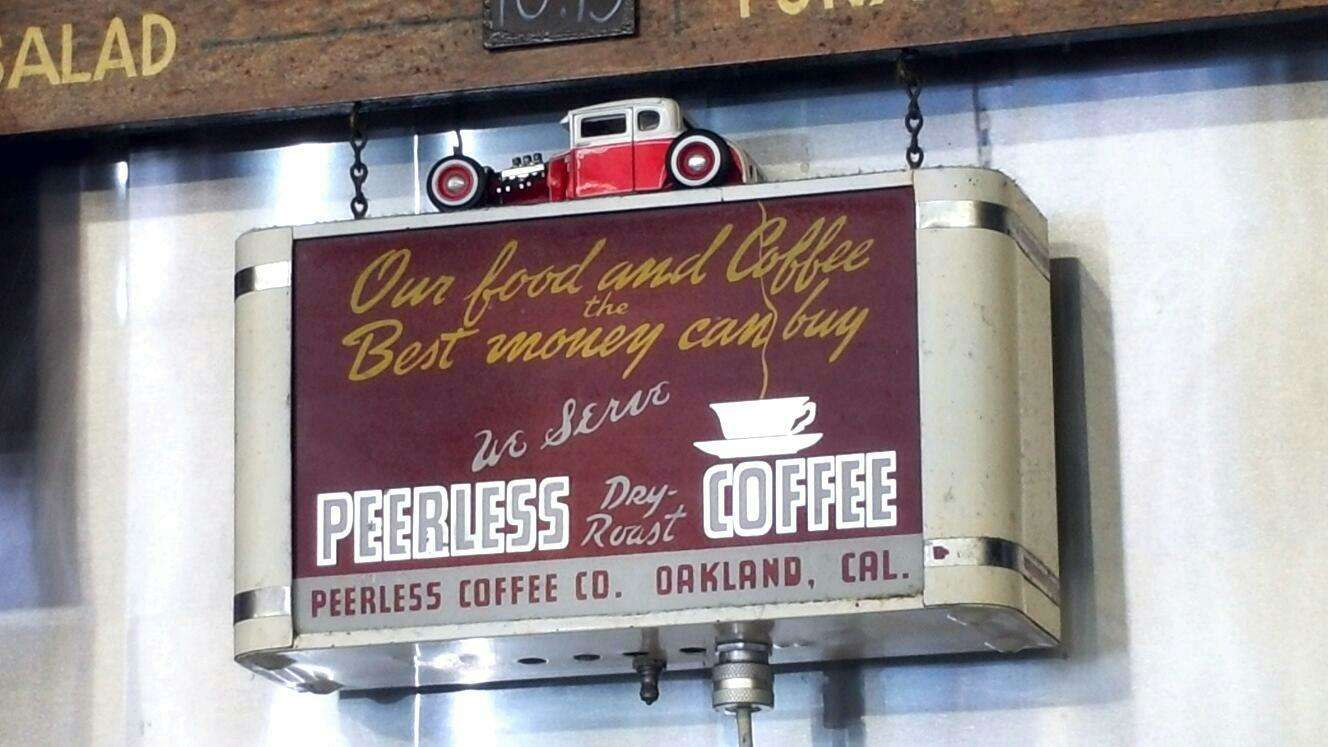 SALAD
Our food and Coffee
the
Best money can buy
We Serve
PEERLESS Dry-Roast COFFEE
PEERLESS COFFEE CO. OAKLAND, CAL.